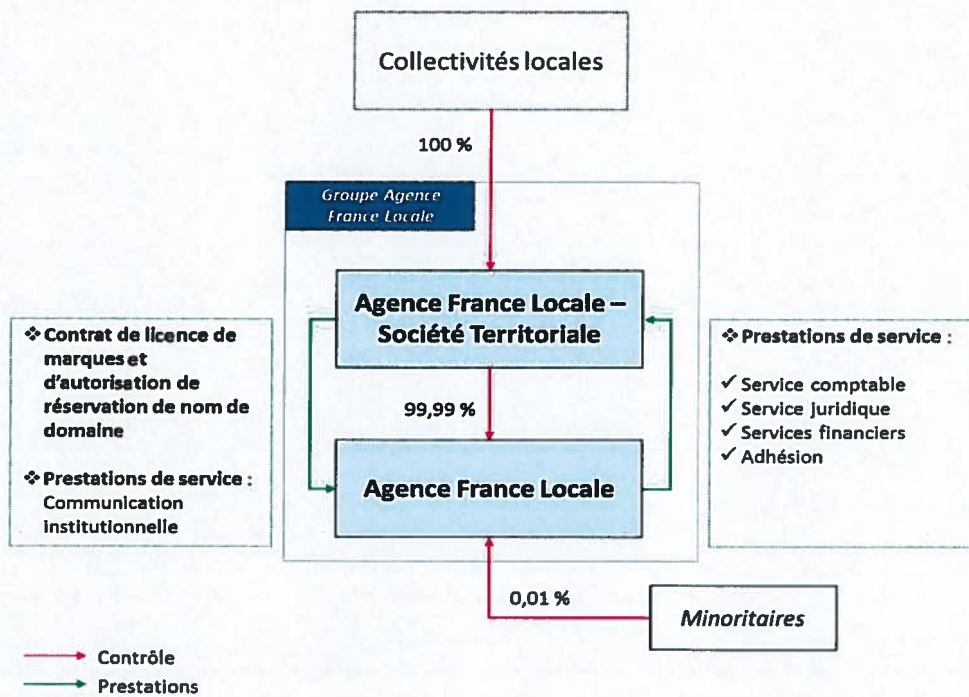 Collectivités locales
100 %
Groupe Agence
France Locale
Agence France Locale –
Société Territoriale
❖ Contrat de licence de
marques et
d'autorisation de
réservation de nom de
domaine
❖ Prestations de service :
Communication
institutionnelle
❖ Prestations de service :
✓ Service comptable
✓ Service juridique
✓ Services financiers
✓ Adhésion
99,99 %
Agence France Locale
0,01 %
Minoritaires
Contrôle
Prestations